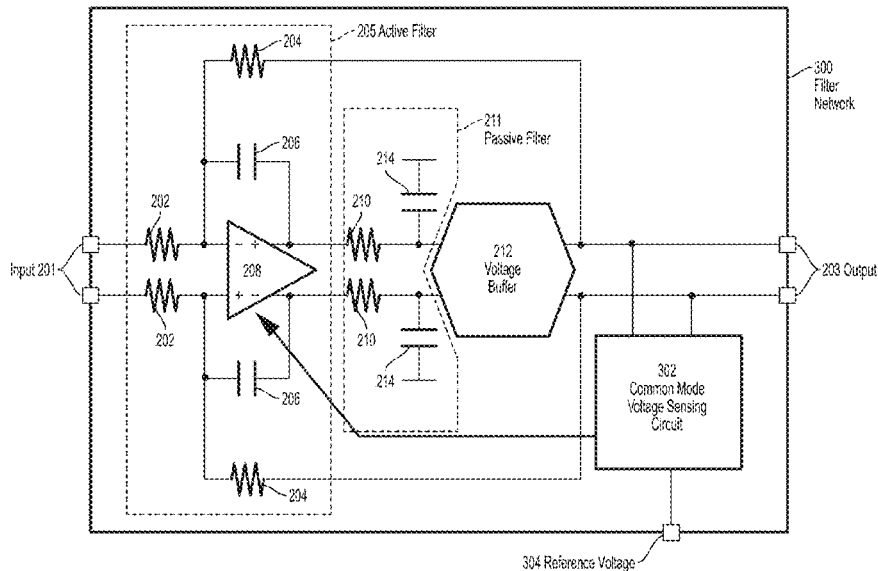 204
205 Active Filter
300
Filter
Network
206
211
Passive Filter
214
202
210
- +
208
+ -
212
Voltage
Buffer
Input 201
203 Output
202
210
206
214
302
Common Mode
Voltage Sensing
Circuit
204
304 Reference Voltage